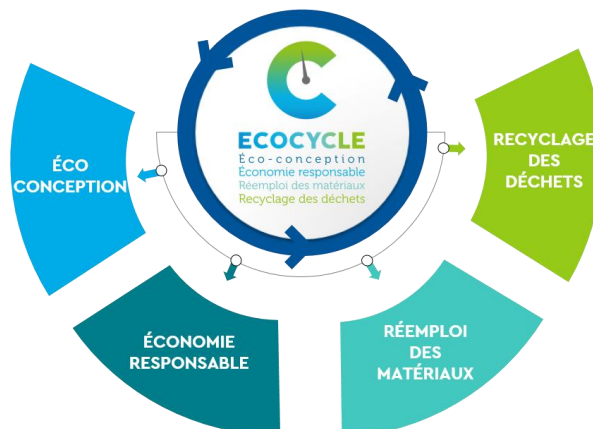 ECOCYCLE
Éco-conception
Économie responsable
Réemploi des matériaux
Recyclage des déchets
ÉCO
CONCEPTION
ÉCONOMIE
RESPONSABLE
RÉEMPLOI
DES
MATÉRIAUX
RECYCLAGE
DES
DÉCHETS